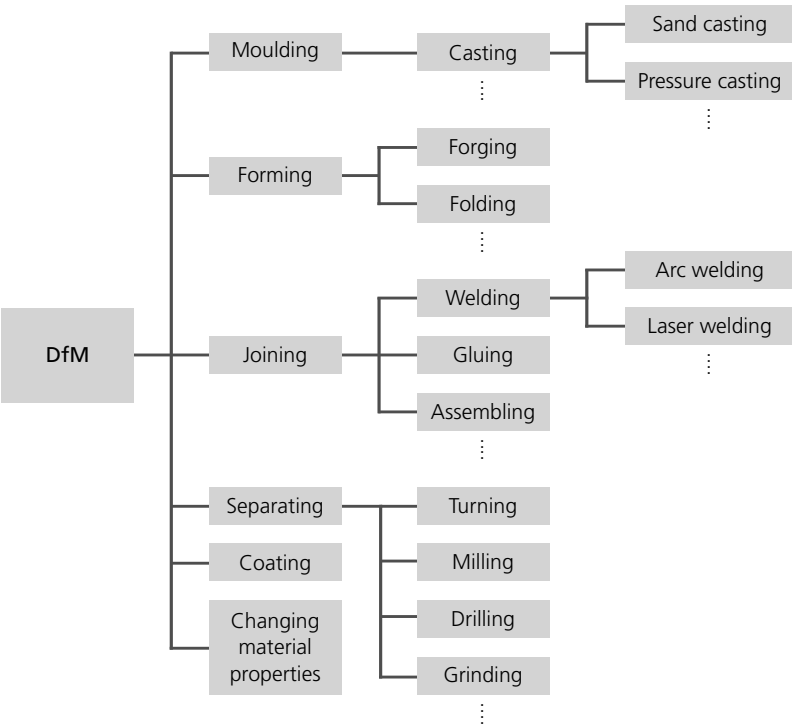 DfM
Moulding
Casting
Sand casting
Pressure casting
Forming
Forging
Folding
Joining
Welding
Arc welding
Laser welding
Gluing
Assembling
Separating
Turning
Milling
Drilling
Grinding
Coating
Changing
material
properties